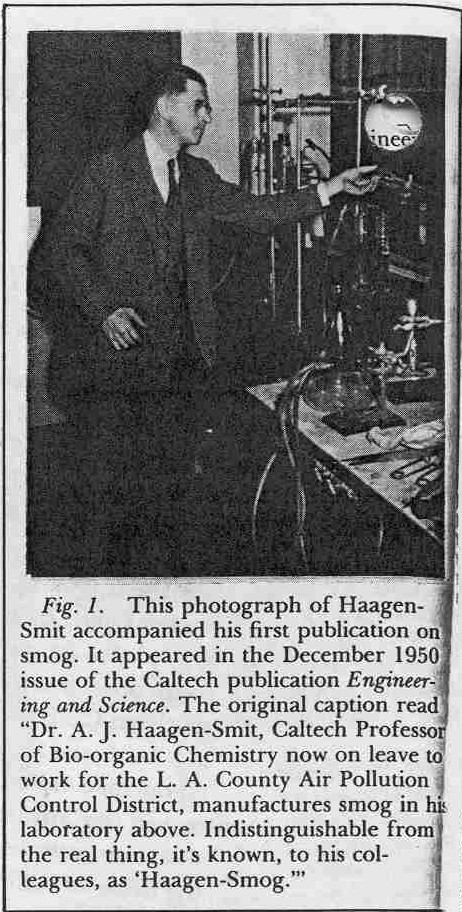 inee
Fig. 1. This photograph of Haagen-
Smit accompanied his first publication on
smog. It appeared in the December 1950
issue of the Caltech publication Engineer-
ing and Science. The original caption read
“Dr. A. J. Haagen-Smit, Caltech Professor
of Bio-organic Chemistry now on leave to
work for the L. A. County Air Pollution
Control District, manufactures smog in his
laboratory above. Indistinguishable from
the real thing, it's known, to his col-
leagues, as ‘Haagen-Smog.’”